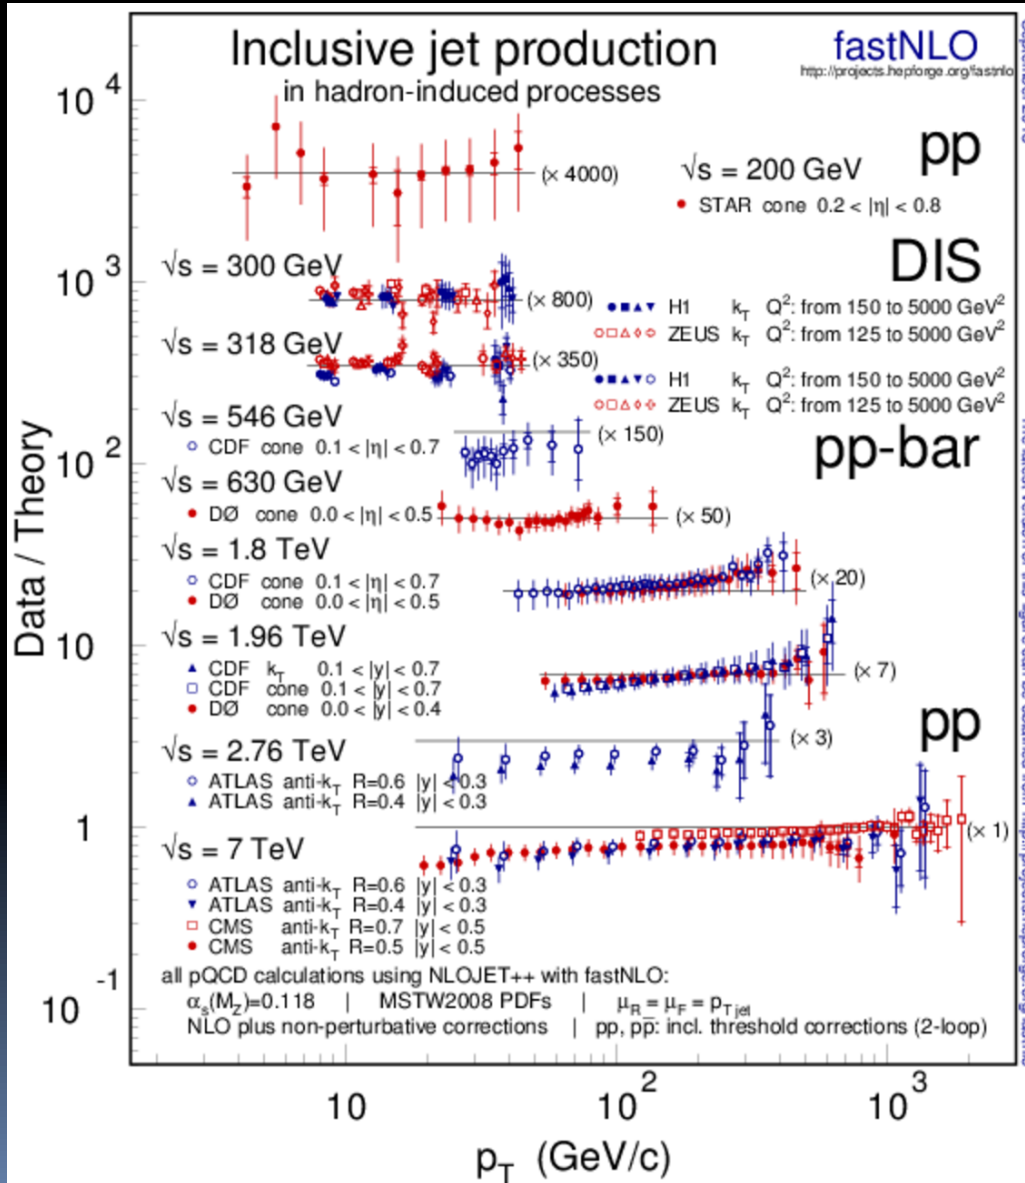 Inclusive jet production
in hadron-induced processes
fastNLO
http://projects.hepforge.org/fastnlo
pp
√s = 200 GeV
STAR cone 0.2 < |η| < 0.8
(× 4000)
DIS
√s = 300 GeV
(× 800)
H1 k_T Q²: from 150 to 5000 GeV²
ZEUS k_T Q²: from 125 to 5000 GeV²
√s = 318 GeV
(× 350)
H1 k_T Q²: from 150 to 5000 GeV²
ZEUS k_T Q²: from 125 to 5000 GeV²
pp-bar
√s = 546 GeV
CDF cone 0.1 < |η| < 0.7
(× 150)
√s = 630 GeV
DØ cone 0.0 < |η| < 0.5
(× 50)
√s = 1.8 TeV
CDF cone 0.1 < |η| < 0.7
DØ cone 0.0 < |η| < 0.5
(× 20)
√s = 1.96 TeV
CDF k_T 0.1 < |y| < 0.7
CDF cone 0.1 < |y| < 0.7
DØ cone 0.0 < |y| < 0.4
(× 7)
pp
√s = 2.76 TeV
ATLAS anti-k_T R=0.6 |y| < 0.3
ATLAS anti-k_T R=0.4 |y| < 0.3
(× 3)
√s = 7 TeV
ATLAS anti-k_T R=0.6 |y| < 0.3
ATLAS anti-k_T R=0.4 |y| < 0.3
CMS anti-k_T R=0.7 |y| < 0.5
CMS anti-k_T R=0.5 |y| < 0.5
(× 1)
all pQCD calculations using NLOJET++ with fastNLO:
α_s(M_Z)=0.118 | MSTW2008 PDFs | μ_R = μ_F = p_T jet
NLO plus non-perturbative corrections | pp, pp̅: incl. threshold corrections (2-loop)
Data / Theory
10⁴
10³
10²
10
1
10⁻¹
10
10²
10³
p_T (GeV/c)